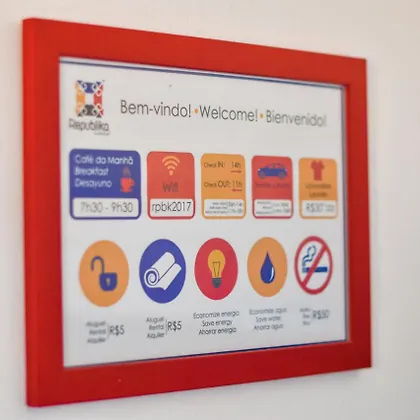 Bem-vindo! • Welcome! • Bienvenido!
Republika
Café da Manhã
Breakfast
Desayuno
7h30 - 9h30
Wifi
rpbk2017
Check IN: 14h
Check OUT: 11h
R$30
Aluguel
Rental
Alquiler
R$5
Aluguel
Rental
Alquiler
R$5
Economize energia
Save energy
Ahorrar energía
Economize água
Save water
Ahorrar agua
R$50